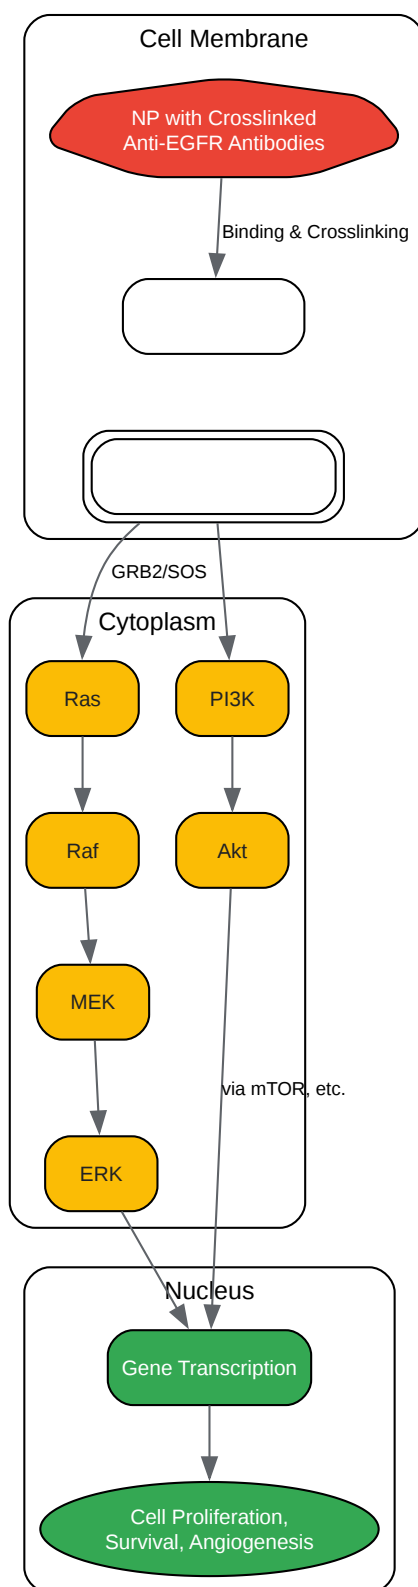 Cell Membrane
NP with Crosslinked
Anti-EGFR Antibodies
Binding & Crosslinking
GRB2/SOS
Cytoplasm
Ras
PI3K
Raf
Akt
MEK
via mTOR, etc.
ERK
Nucleus
Gene Transcription
Cell Proliferation,
Survival, Angiogenesis